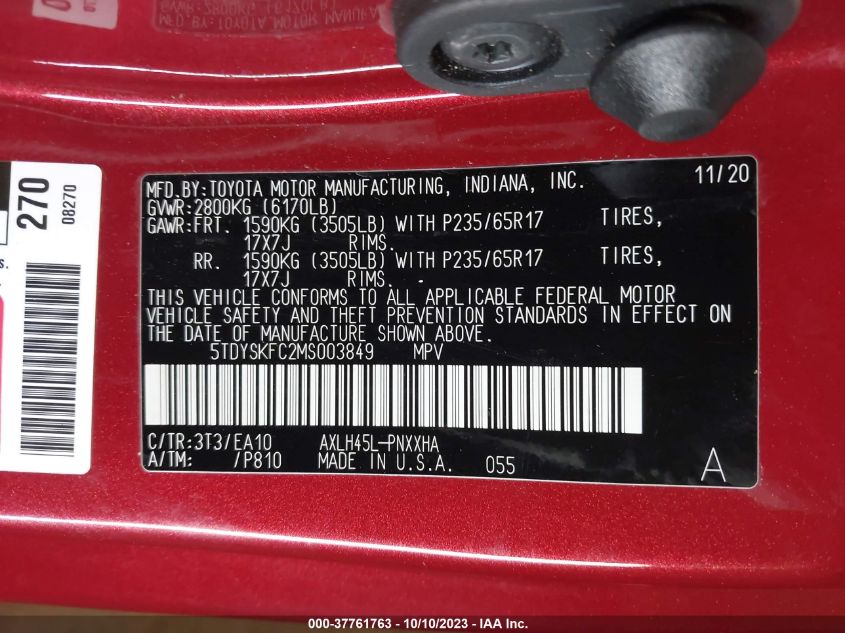 GVWR:2800KG (6170LB)
270
08270
s.
MFD.BY:TOYOTA MOTOR MANUFACTURING, INDIANA, INC. 11/20
GVWR:2800KG (6170LB)
GAWR:FRT. 1590KG (3505LB) WITH P235/65R17 TIRES,
17X7J RIMS.
RR. 1590KG (3505LB) WITH P235/65R17 TIRES,
17X7J RIMS.
THIS VEHICLE CONFORMS TO ALL APPLICABLE FEDERAL MOTOR
VEHICLE SAFETY AND THEFT PREVENTION STANDARDS IN EFFECT ON
THE DATE OF MANUFACTURE SHOWN ABOVE.
5TDYSKFC2MS003849 MPV
C/TR:3T3/EA10 AXLH45L-PNXXHA
A/TM: /P810 MADE IN U.S.A. 055 A
000-37761763 - 10/10/2023 - IAA Inc.